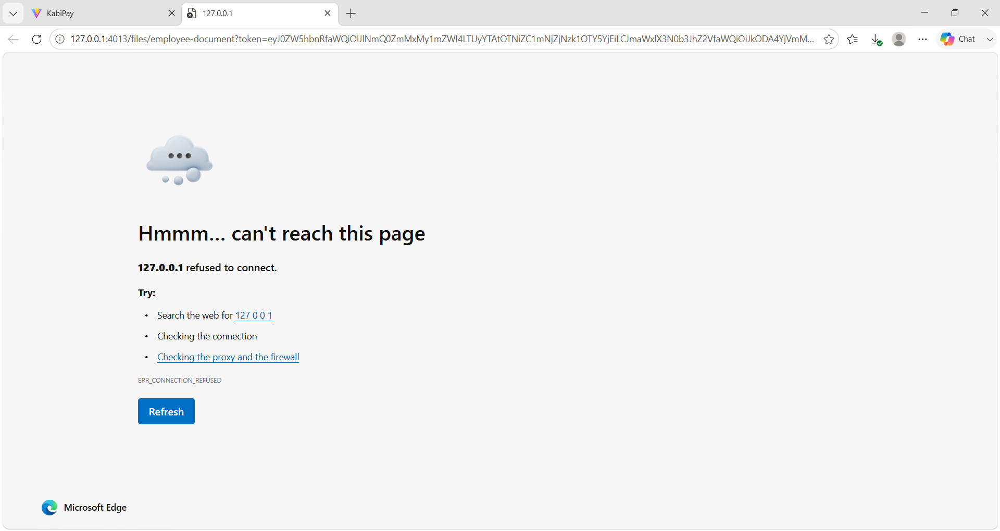 KabiPay
127.0.0.1
127.0.0.1:4013/files/employee-document?token=eyJ0ZW5hbnRfaWQiOiJlNmQ0ZmMxMy1mZWI4LTUyYTAtOTNiZC1mNjZjNzk1OTY5YjEiLCJmaWxlX3N0b3JhZ2VfaWQiOiJkODA4YjVmM...
Chat
Hmmm... can't reach this page
127.0.0.1 refused to connect.
Try:
• Search the web for 127 0 0 1
• Checking the connection
• Checking the proxy and the firewall
ERR_CONNECTION_REFUSED
Refresh
Microsoft Edge